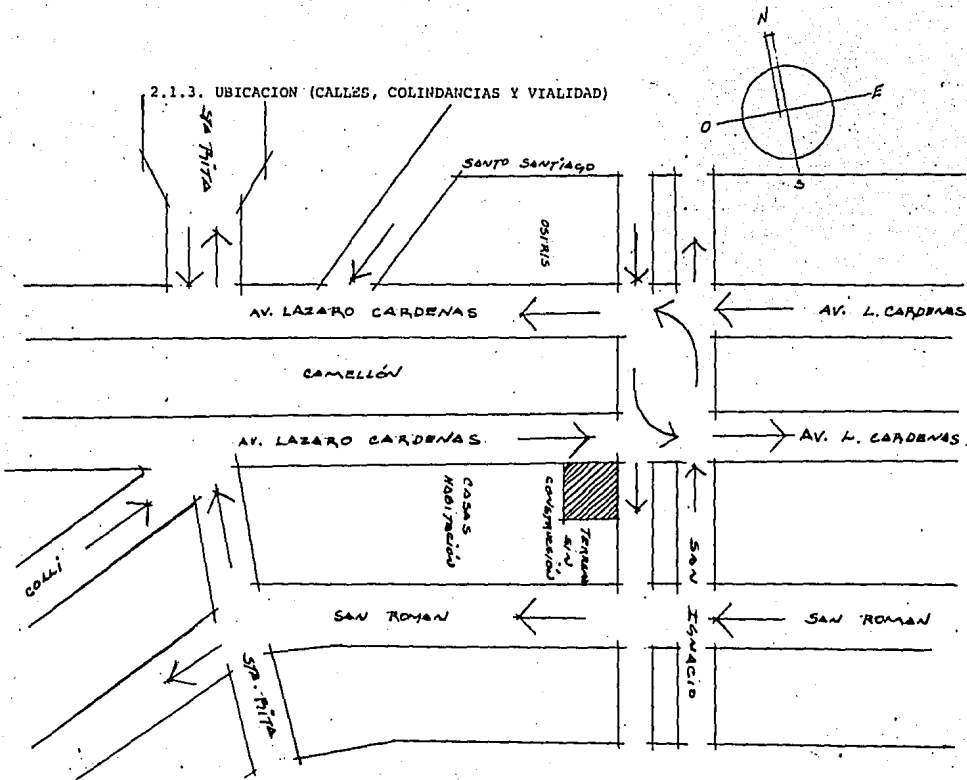 N
E
O
S
2.1.3. UBICACION (CALLES, COLINDANCIAS Y VIALIDAD)
STA RITA
SANTO SANTIAGO
OSIRIS
AV. LAZARO CARDENAS
AV. L. CARDENAS
CAMELLÓN
AV. LAZARO CARDENAS
AV. L. CARDENAS
CASAS
HABITACIÓN
TERRENO
SIN
CONSTRUCCIÓN
COLLI
SAN IGNACIO
SAN ROMAN
SAN ROMAN
STA. RITA